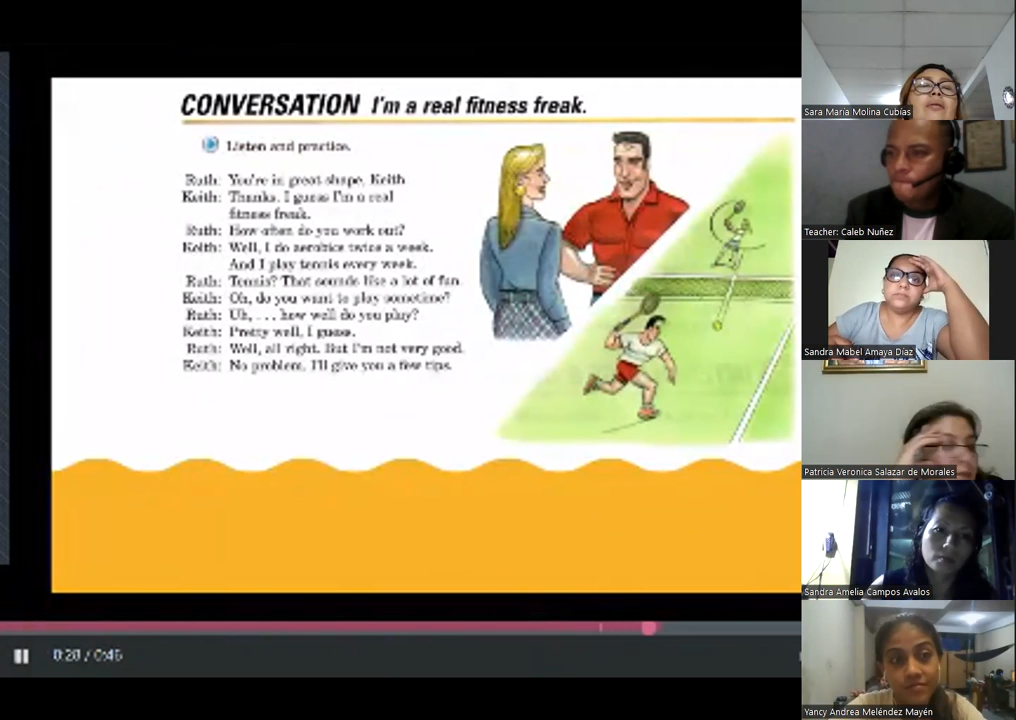 CONVERSATION I'm a real fitness freak.
Listen and practice.
Ruth: You're in great shape, Keith
Keith: Thanks. I guess I'm a real
fitness freak.
Ruth: How often do you work out?
Keith: Well, I do aerobics twice a week.
And I play tennis every week.
Ruth: Tennis? That sounds like a lot of fun.
Keith: Oh, do you want to play sometime?
Ruth: Uh, . . . how well do you play?
Keith: Pretty well, I guess.
Ruth: Well, all right. But I'm not very good.
Keith: No problem. I'll give you a few tips.
0:28 / 0:46
Sara María Molina Cubías
Teacher: Caleb Nuñez
Sandra Mabel Amaya Díaz
Patricia Veronica Salazar de Morales
Sandra Amelia Campos Avalos
Yancy Andrea Meléndez Mayén